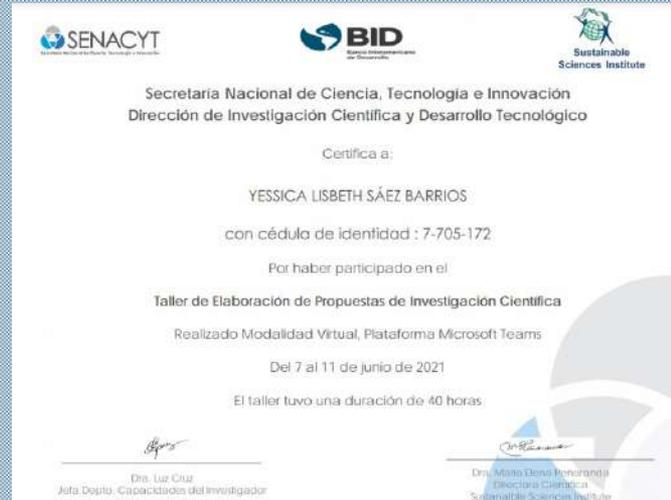 SENACYT
BID
Banco Interamericano
de Desarrollo
Sustainable
Sciences Institute
Secretaría Nacional de Ciencia, Tecnología e Innovación
Dirección de Investigación Científica y Desarrollo Tecnológico
Certifica a:
YESSICA LISBETH SÁEZ BARRIOS
con cédula de identidad : 7-705-172
Por haber participado en el
Taller de Elaboración de Propuestas de Investigación Científica
Realizado Modalidad Virtual, Plataforma Microsoft Teams
Del 7 al 11 de junio de 2021
El taller tuvo una duración de 40 horas
Dra. Luz Cruz
Jefa Depto. Capacidades del Investigador
Dra. María Elena Peñaranda
Directora Científica
Sustainable Sciences Institute